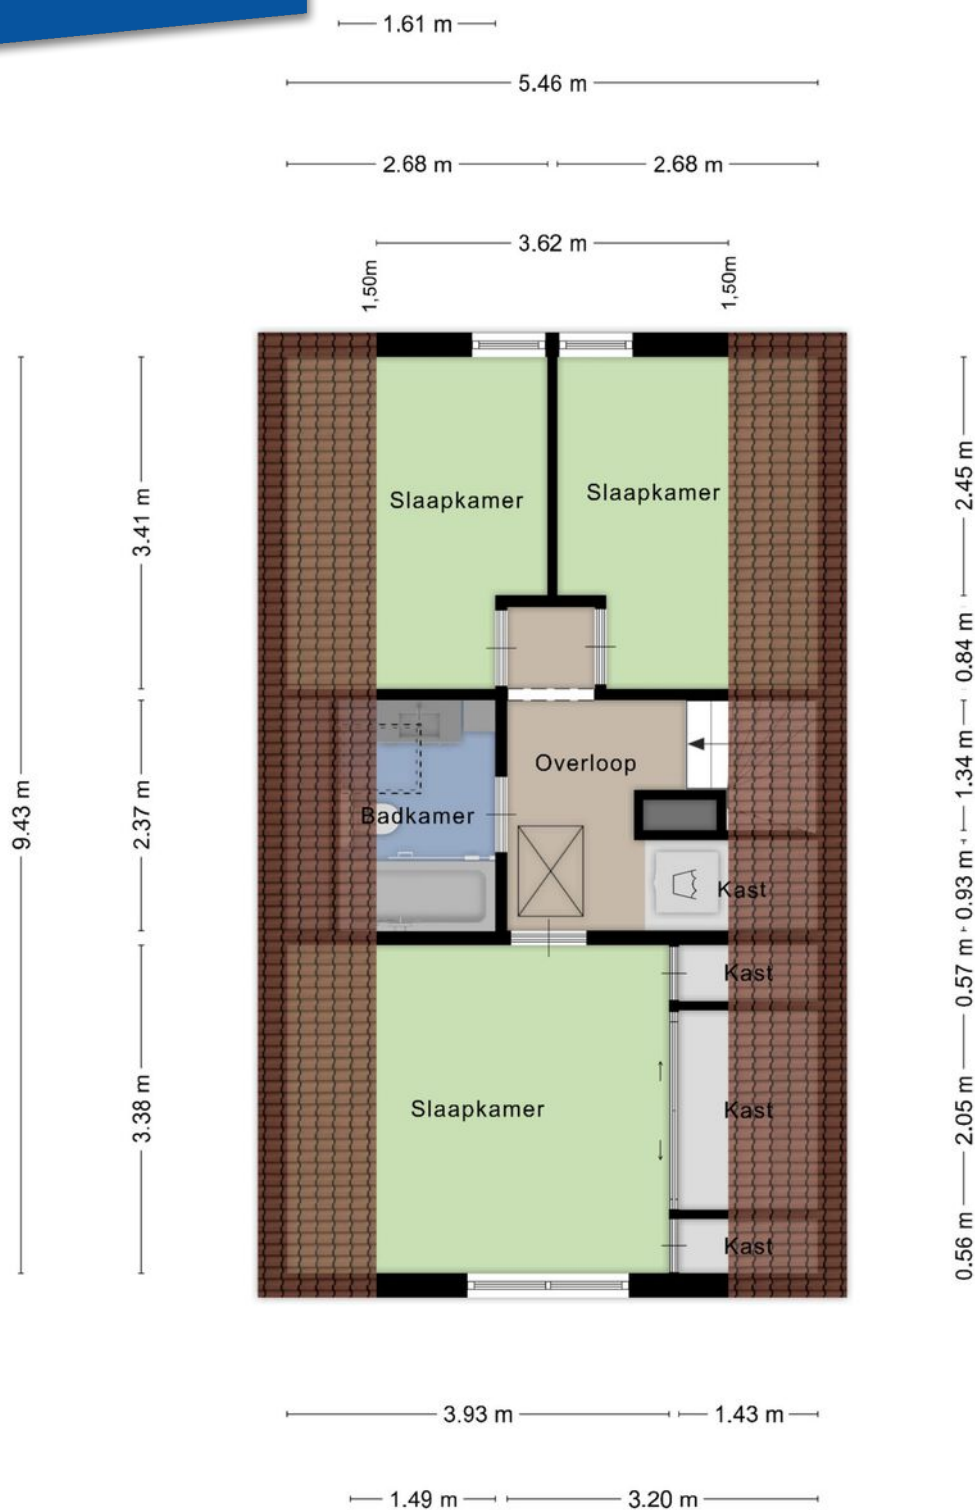 1.61 m
5.46 m
2.68 m
2.68 m
3.62 m
1,50m
1,50m
Slaapkamer
Slaapkamer
Overloop
Badkamer
Kast
Kast
Slaapkamer
Kast
Kast
9.43 m
3.41 m
2.37 m
3.38 m
2.45 m
0.84 m
1.34 m
0.93 m
0.57 m
2.05 m
0.56 m
3.93 m
1.43 m
1.49 m
3.20 m